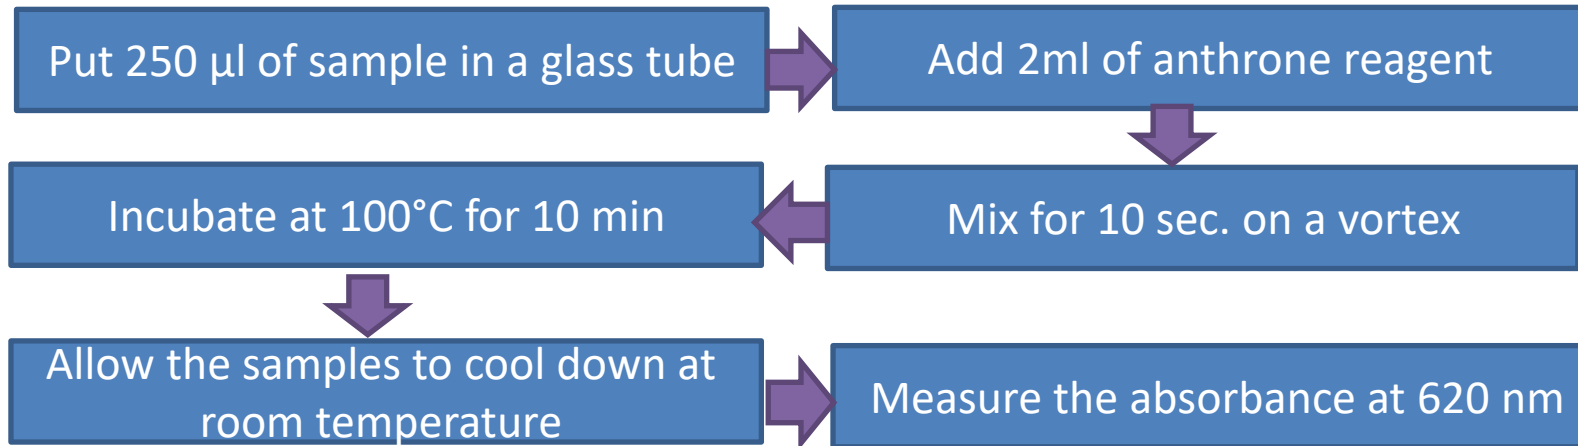 Put 250 µl of sample in a glass tube
Add 2ml of anthrone reagent
Mix for 10 sec. on a vortex
Incubate at 100°C for 10 min
Allow the samples to cool down at
room temperature
Measure the absorbance at 620 nm